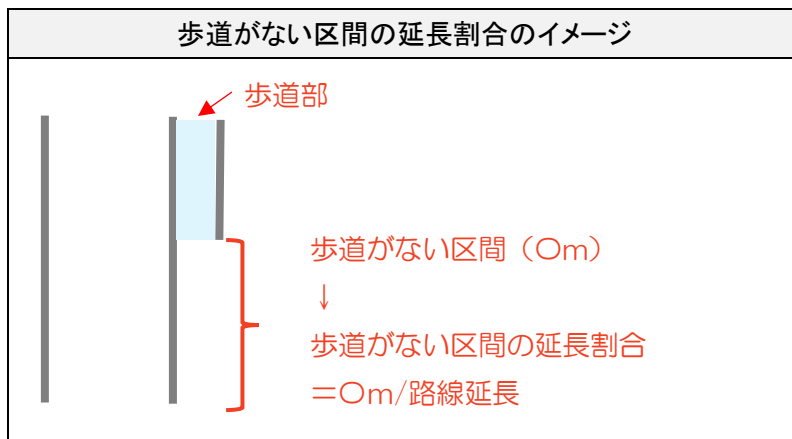 歩道がない区間の延長割合のイメージ
歩道部
歩道がない区間（〇m）
↓
歩道がない区間の延長割合
＝〇m/路線延長